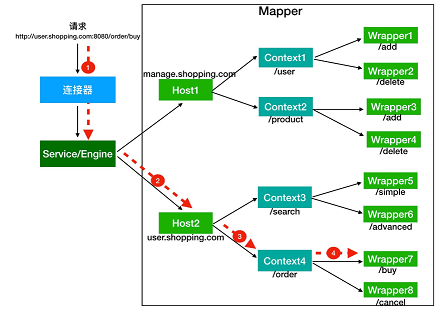 Mapper
请求
http://user.shopping.com:8080/order/buy
1
连接器
Service/Engine
manage.shopping.com
Host1
Context1
/user
Wrapper1
/add
Wrapper2
/delete
Context2
/product
Wrapper3
/add
Wrapper4
/delete
2
Host2
user.shopping.com
Context3
/search
Wrapper5
/simple
Wrapper6
/advanced
3
Context4
/order
4
Wrapper7
/buy
Wrapper8
/cancel